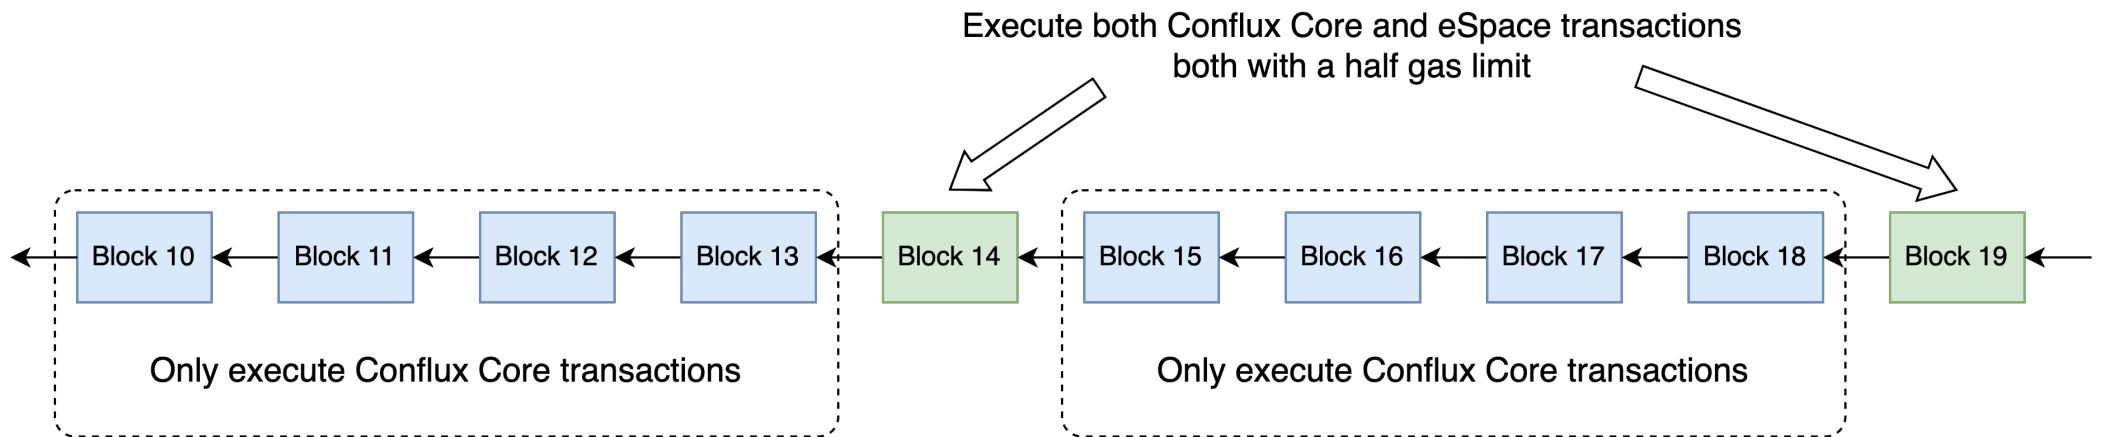 Execute both Conflux Core and eSpace transactions
both with a half gas limit
Block 10
Block 11
Block 12
Block 13
Block 14
Block 15
Block 16
Block 17
Block 18
Block 19
Only execute Conflux Core transactions
Only execute Conflux Core transactions